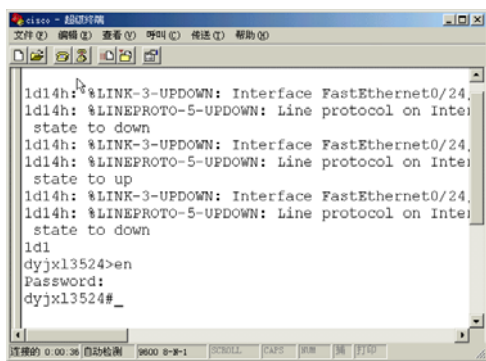 cisco - 超级终端
文件(F) 编辑(E) 查看(V) 呼叫(C) 传送(T) 帮助(H)
1d14h: %LINK-3-UPDOWN: Interface FastEthernet0/24,
1d14h: %LINEPROTO-5-UPDOWN: Line protocol on Inter
state to down
1d14h: %LINK-3-UPDOWN: Interface FastEthernet0/24,
1d14h: %LINEPROTO-5-UPDOWN: Line protocol on Inter
state to up
1d14h: %LINK-3-UPDOWN: Interface FastEthernet0/24,
1d14h: %LINEPROTO-5-UPDOWN: Line protocol on Inter
state to down
1d1
dyjxl3524>en
Password:
dyjxl3524#_
连接的 0:00:36 自动检测 9600 8-N-1 SCROLL CAPS NUM 捕 打印